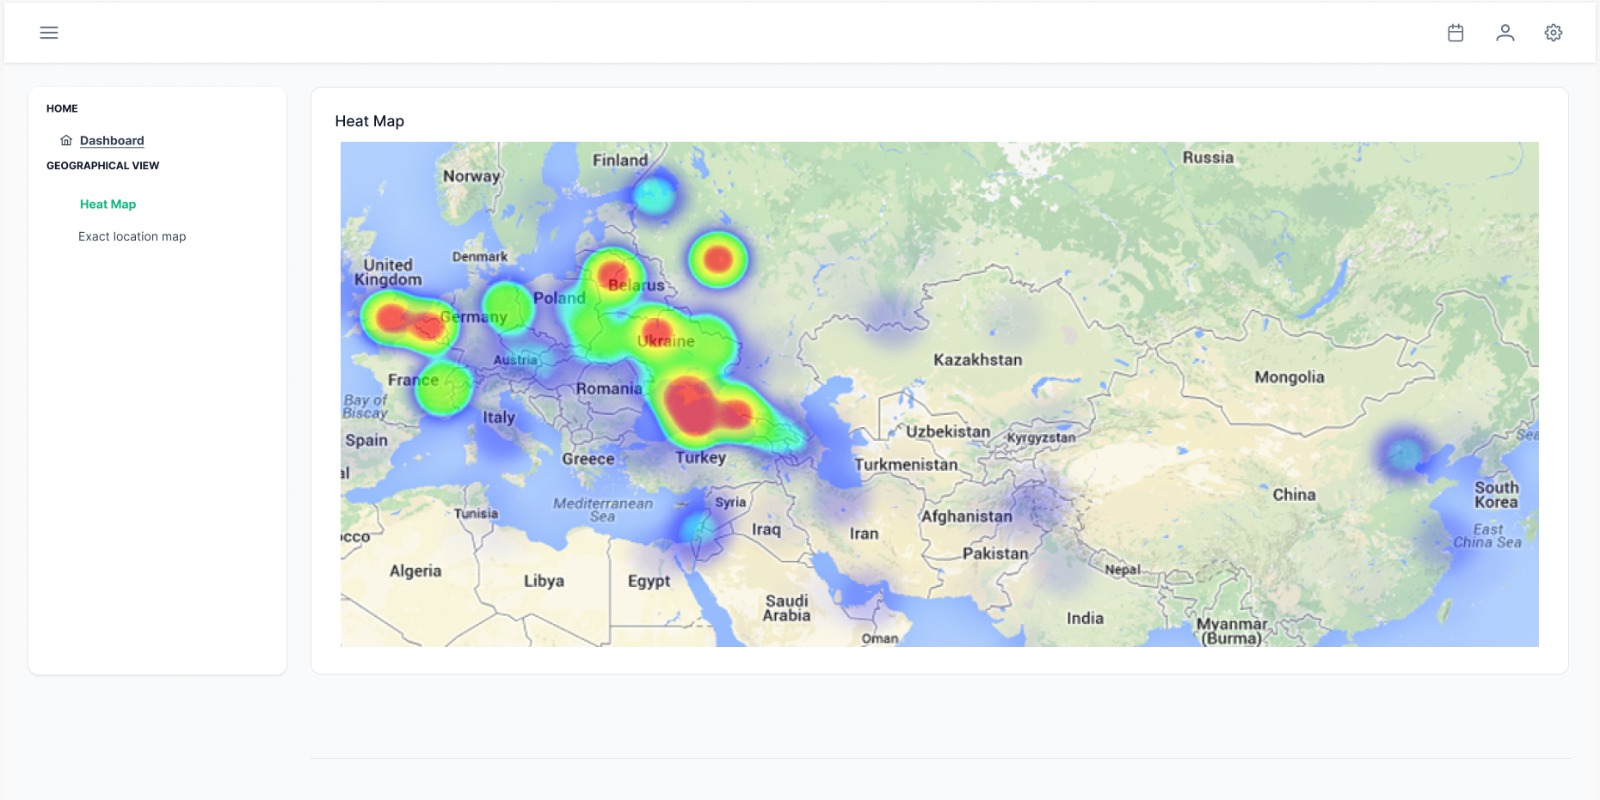 HOME
Dashboard
GEOGRAPHICAL VIEW
Heat Map
Exact location map
Heat Map
Finland
Russia
Norway
Denmark
United
Kingdom
Belarus
Poland
Germany
Ukraine
Austria
Kazakhstan
Mongolia
France
Romania
Bay of
Biscay
Italy
Uzbekistan
Kyrgyzstan
Sea
Spain
Greece
Turkey
Turkmenistan
al
China
South
Korea
Mediterranean
Sea
Syria
Tunisia
Iraq
Iran
Afghanistan
East
China Sea
occo
Pakistan
Nepal
Algeria
Libya
Egypt
Saudi
Arabia
India
Myanmar
(Burma)
Oman